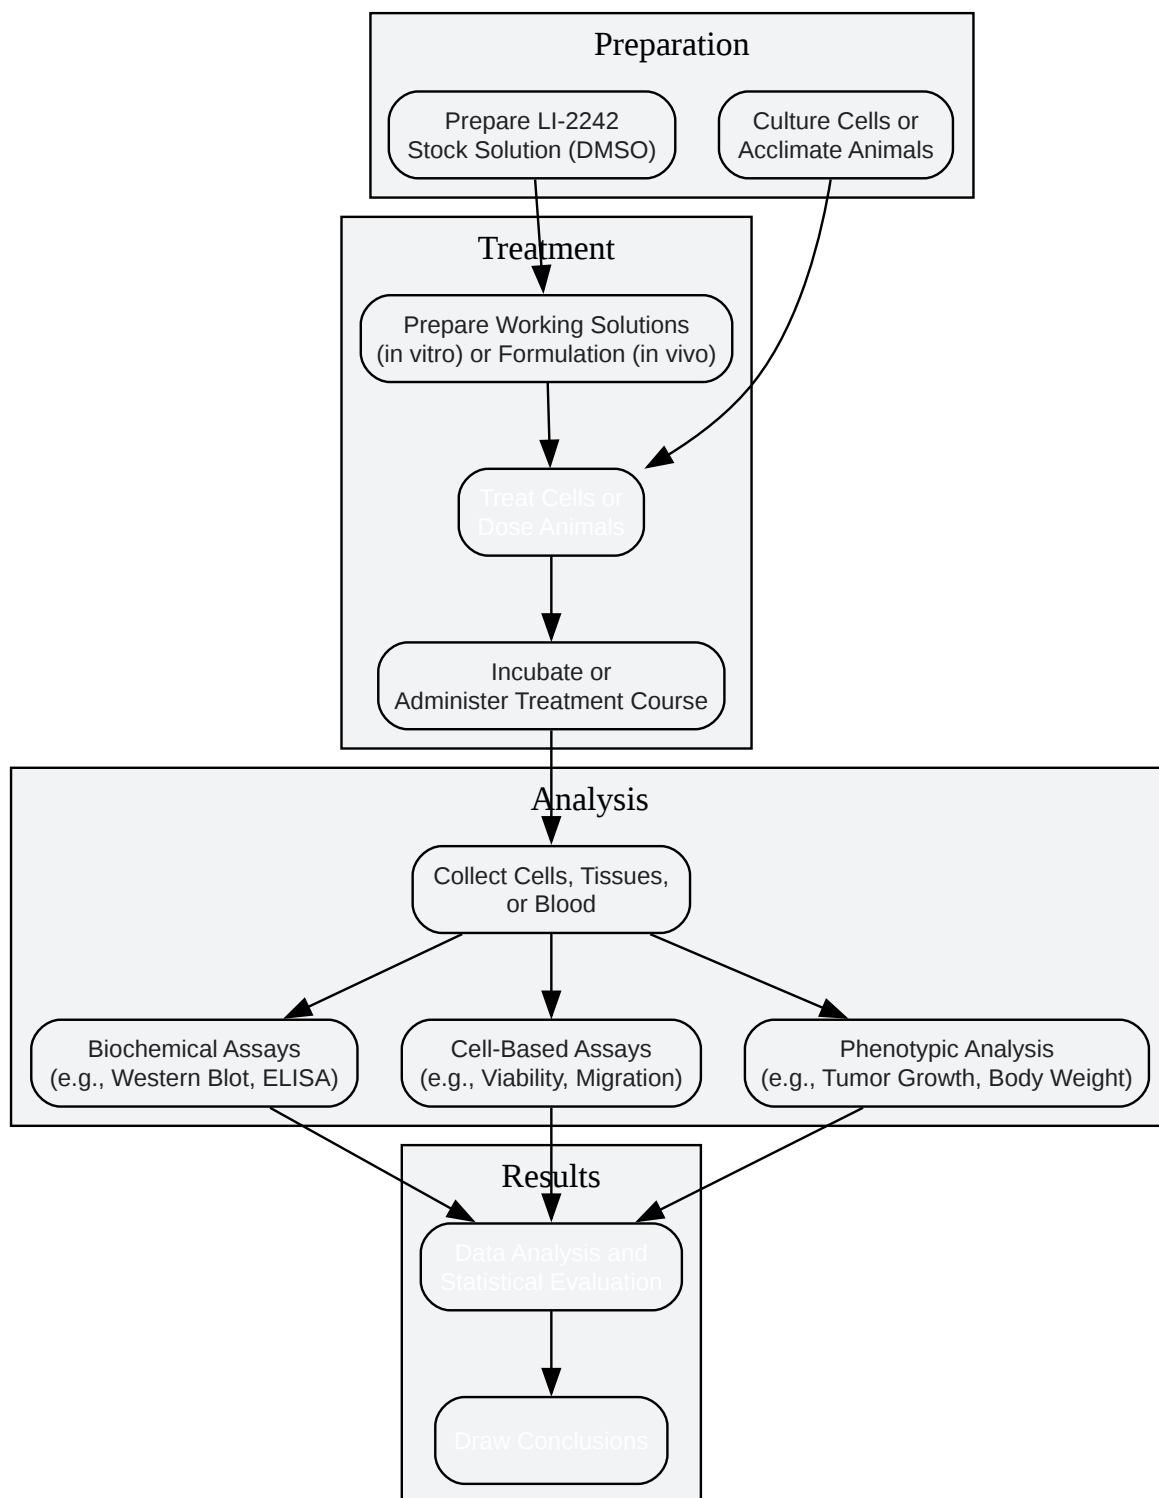 Preparation
Prepare LI-2242
Stock Solution (DMSO)
Culture Cells or
Acclimate Animals
Treatment
Prepare Working Solutions
(in vitro) or Formulation (in vivo)
Treat Cells or
Dose Animals
Incubate or
Administer Treatment Course
Analysis
Collect Cells, Tissues,
or Blood
Biochemical Assays
(e.g., Western Blot, ELISA)
Cell-Based Assays
(e.g., Viability, Migration)
Phenotypic Analysis
(e.g., Tumor Growth, Body Weight)
Results
Data Analysis and
Statistical Evaluation
Draw Conclusions